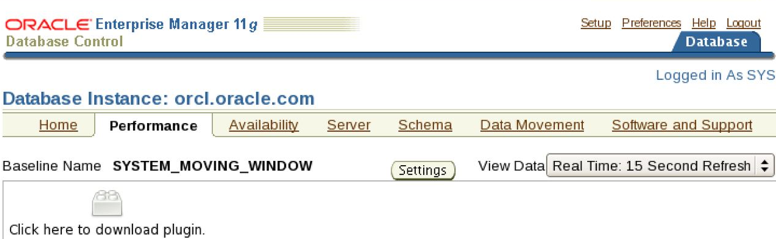 ORACLE Enterprise Manager 11g
Setup Preferences Help Logout
Database Control
Database
Logged in As SYS
Database Instance: orcl.oracle.com
Home Performance Availability Server Schema Data Movement Software and Support
Baseline Name SYSTEM_MOVING_WINDOW Settings View Data Real Time: 15 Second Refresh
Click here to download plugin.